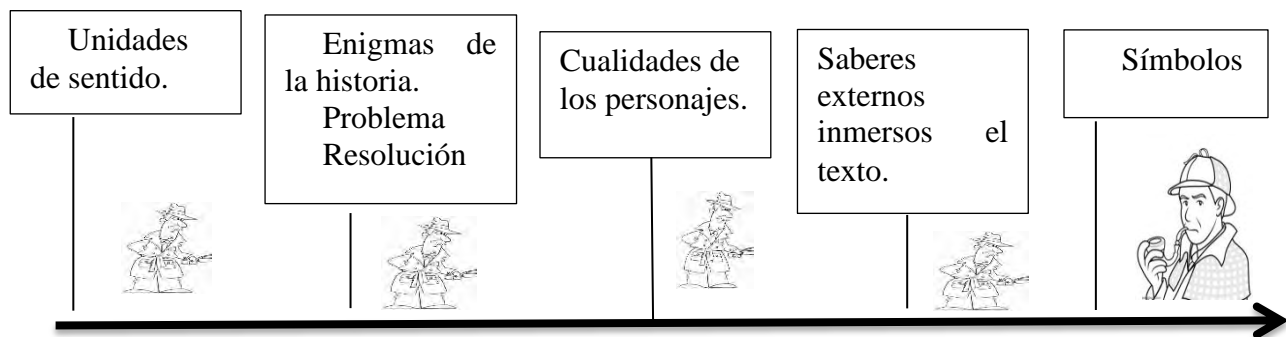 Unidades
de sentido.
Enigmas de
la historia.
Problema
Resolución
Cualidades de
los personajes.
Saberes
externos
inmersos el
texto.
Símbolos